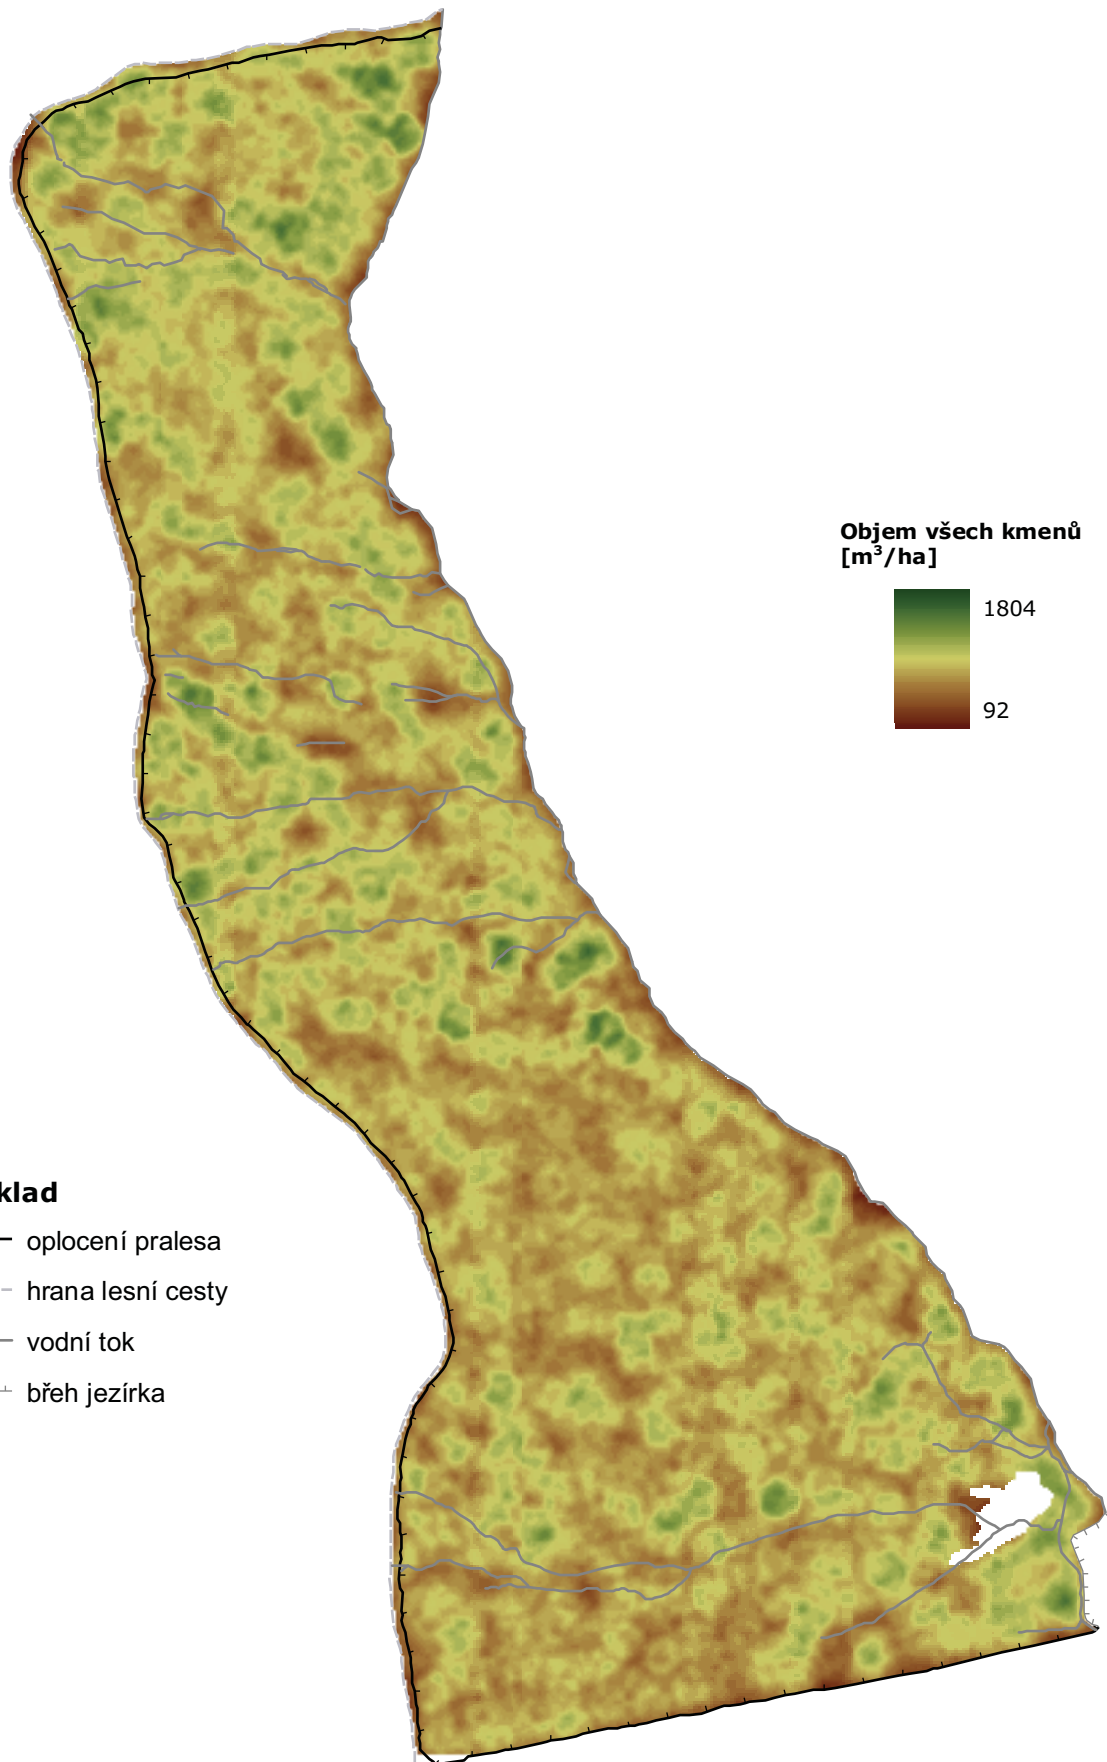 Objem všech kmenů
[m³/ha]
1804
92
klad
oplocení pralesa
hrana lesní cesty
vodní tok
břeh jezírka